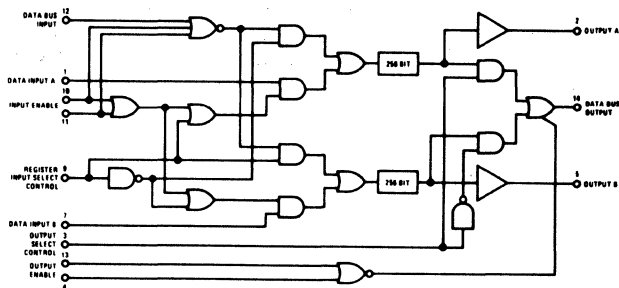 12
DATA BUS
INPUT
DATA INPUT A
1
10
INPUT ENABLE
11
REGISTER
INPUT SELECT
CONTROL
9
DATA INPUT B
7
OUTPUT
SELECT
CONTROL
3
13
OUTPUT
ENABLE
4
256 BIT
256 BIT
2
OUTPUT A
14
DATA BUS
OUTPUT
OUTPUT B